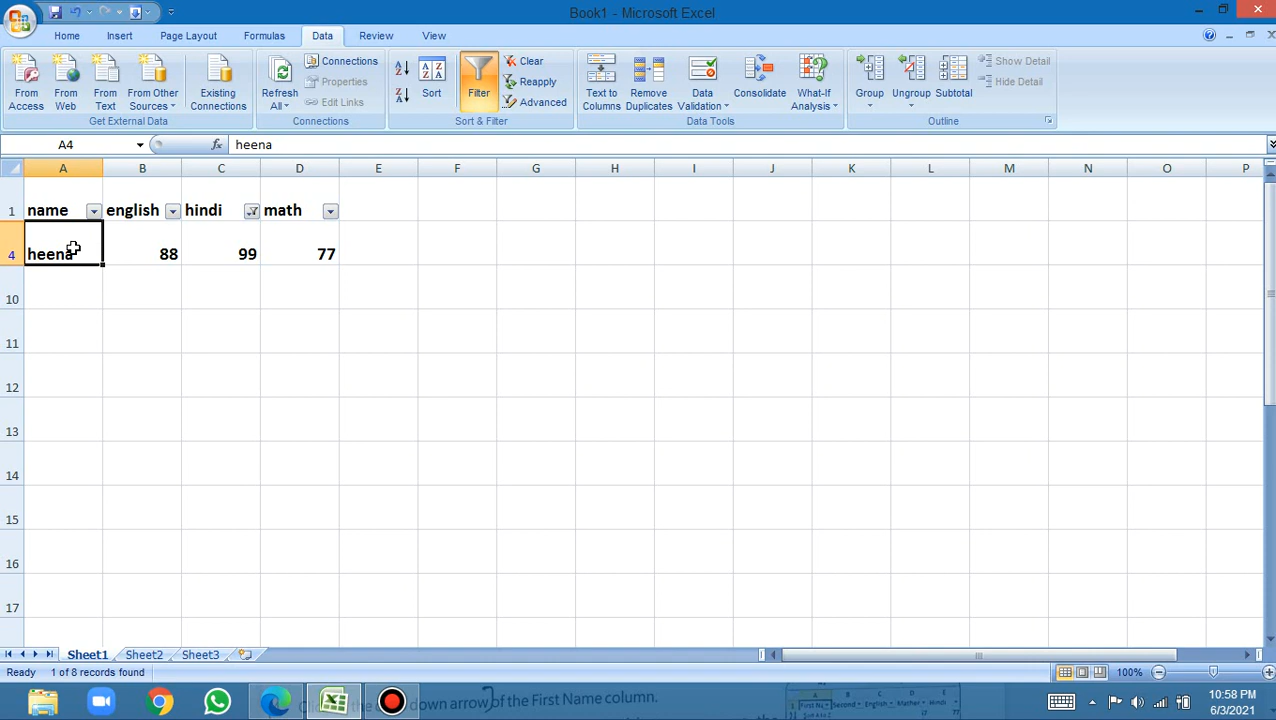 Book1 - Microsoft Excel
Home Insert Page Layout Formulas Data Review View
From Access
From Web
From Text
From Other Sources
Existing Connections
Get External Data
Refresh All
Connections
Properties
Edit Links
Connections
Sort
Filter
Clear
Reapply
Advanced
Sort & Filter
Text to Columns
Remove Duplicates
Data Validation
Consolidate
What-If Analysis
Data Tools
Group
Ungroup
Subtotal
Show Detail
Hide Detail
Outline
A4 fx heena
A B C D E F G H I J K L M N O P
1 name english hindi math
4 heena 88 99 77
10
11
12
13
14
15
16
17
Sheet1 Sheet2 Sheet3
Ready 1 of 8 records found 100%
down arrow of the First Name column.
10:58 PM
6/3/2021